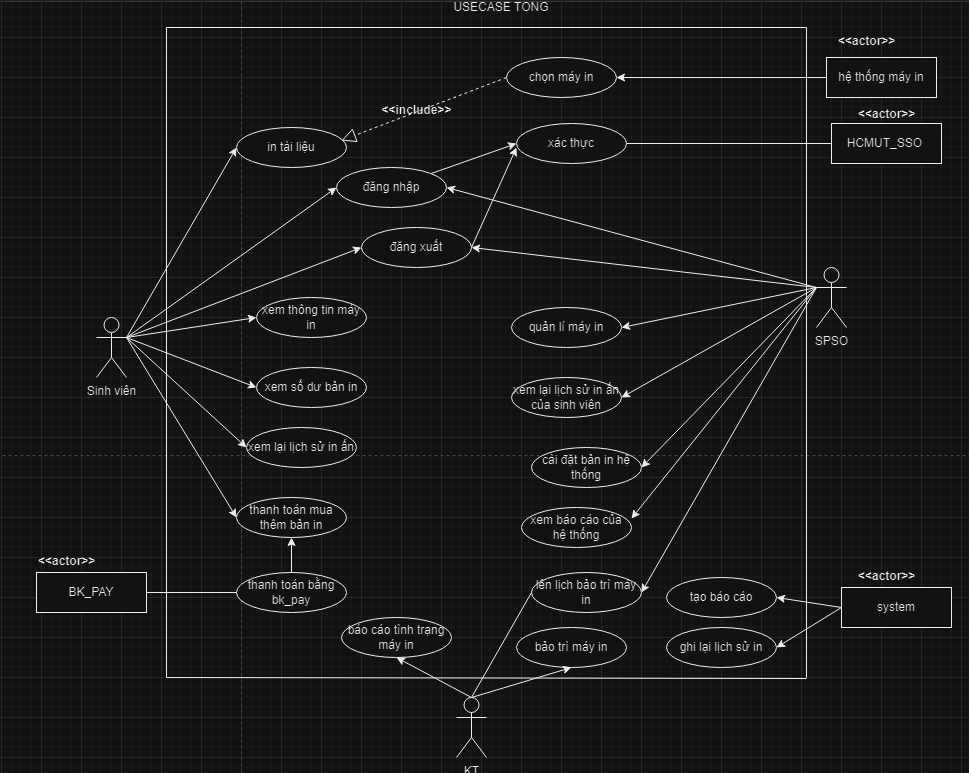 USECASE TONG
<<actor>>
chọn máy in
hệ thống máy in
<<include>>
<<actor>>
in tài liệu
xác thực
HCMUT_SSO
đăng nhập
đăng xuất
xem thông tin máy
in
quản lí máy in
SPSO
Sinh viên
xem số dư bản in
xem lại lịch sử in ấn
của sinh viên
xem lại lịch sử in ấn
cài đặt bản in hệ
thống
thanh toán mua
thêm bản in
xem báo cáo của
hệ thống
<<actor>>
BK_PAY
thanh toán bằng
bk_pay
lên lịch bảo trì máy
in
tạo báo cáo
<<actor>>
system
báo cáo tình trạng
máy in
bảo trì máy in
ghi lại lịch sử in
KT